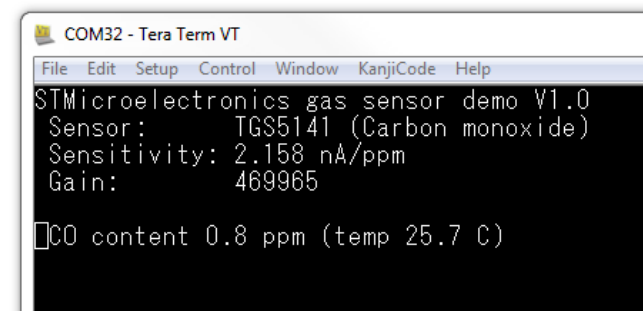 COM32 - Tera Term VT
File Edit Setup Control Window KanjiCode Help
STMicroelectronics gas sensor demo V1.0
Sensor: TGS5141 (Carbon monoxide)
Sensitivity: 2.158 nA/ppm
Gain: 469965
CO content 0.8 ppm (temp 25.7 C)